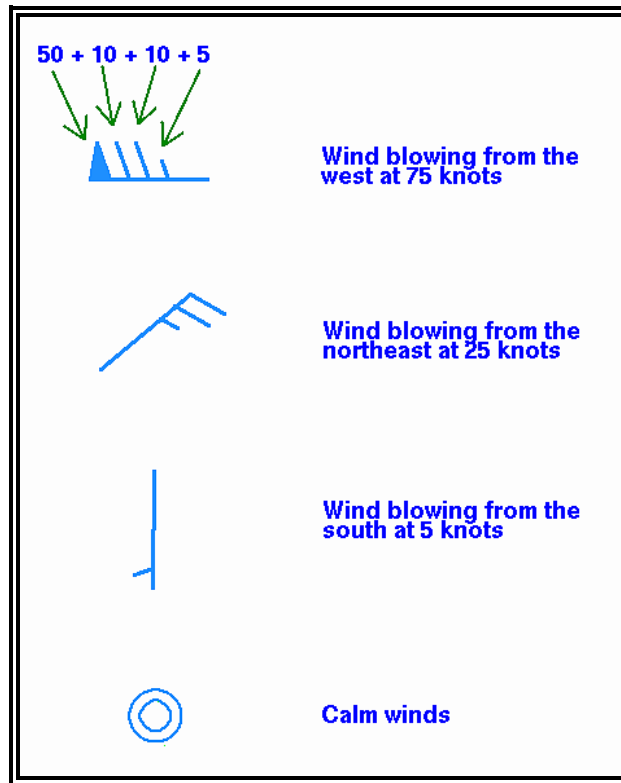 50 + 10 + 10 + 5
Wind blowing from the
west at 75 knots
Wind blowing from the
northeast at 25 knots
Wind blowing from the
south at 5 knots
Calm winds